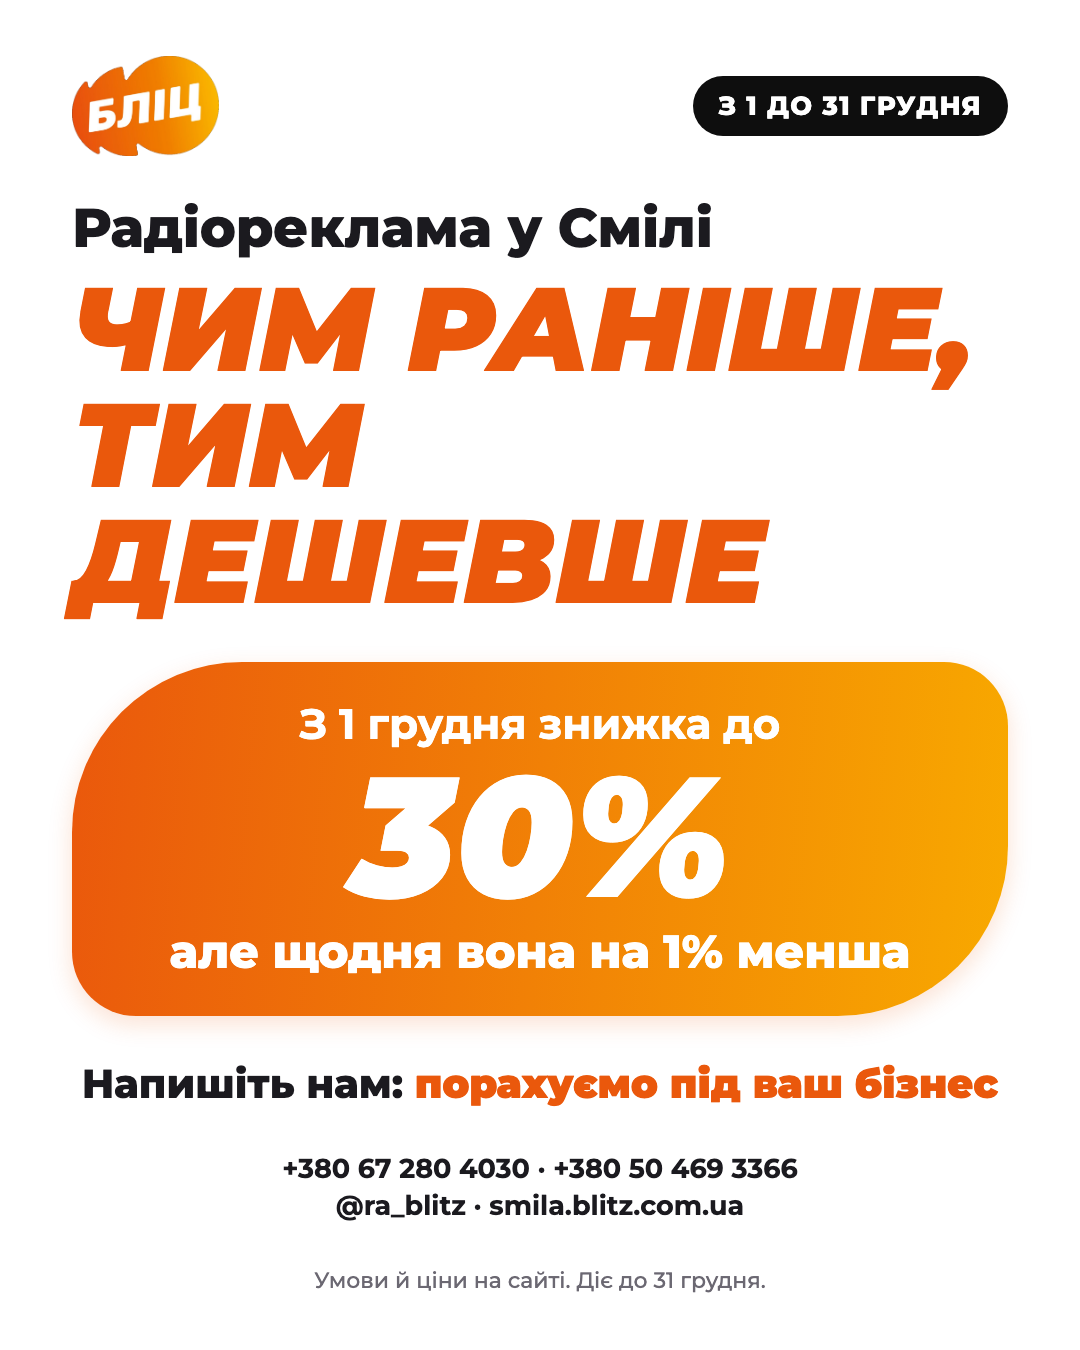 БЛІЦ
З 1 ДО 31 ГРУДНЯ
Радіореклама у Смілі
ЧИМ РАНІШЕ,
ТИМ
ДЕШЕВШЕ
З 1 грудня знижка до
30%
але щодня вона на 1% менша
Напишіть нам: порахуємо під ваш бізнес
+380 67 280 4030 · +380 50 469 3366
@ra_blitz · smila.blitz.com.ua
Умови й ціни на сайті. Діє до 31 грудня.